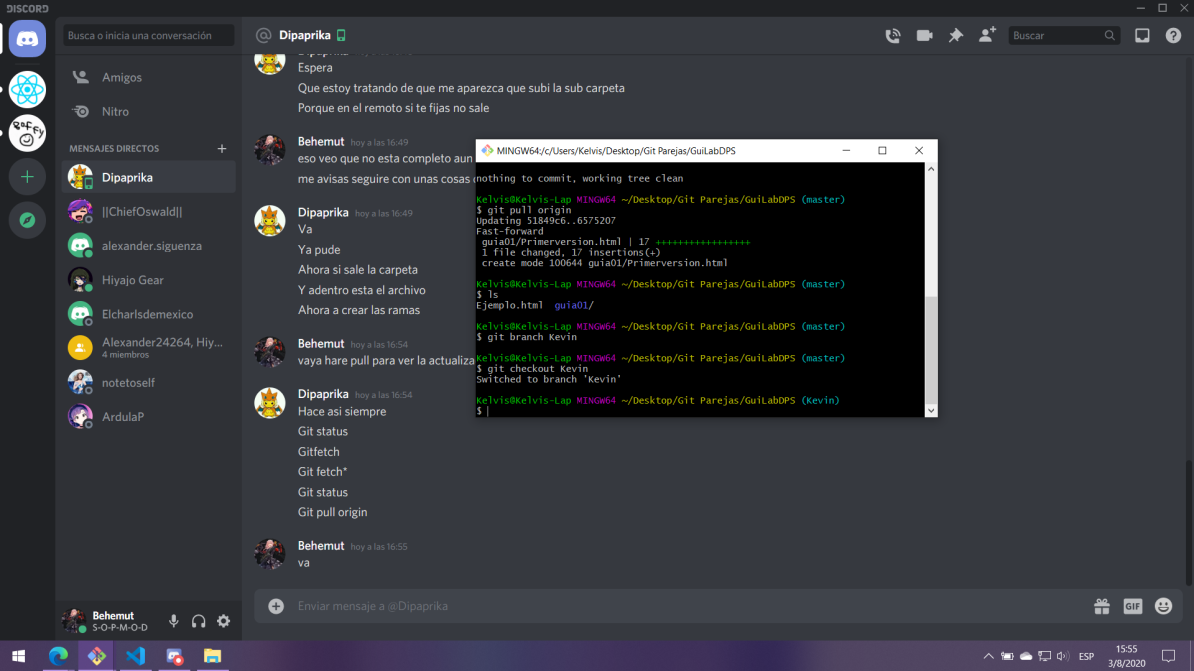 DISCORD
Busca o inicia una conversación
Amigos
Nitro
MENSAJES DIRECTOS
Dipaprika
||ChiefOswald||
alexander.siguenza
Hiyajo Gear
Elcharlsdemexico
Alexander24264, Hiy...
4 miembros
notetoself
ArdulaP
Behemut
S-O-P-M-O-D
Dipaprika
Buscar
Espera
Que estoy tratando de que me aparezca que subi la sub carpeta
Porque en el remoto si te fijas no sale
Behemut hoy a las 16:49
eso veo que no esta completo aun
me avisas seguire con unas cosas
Dipaprika hoy a las 16:49
Va
Ya pude
Ahora si sale la carpeta
Y adentro esta el archivo
Ahora a crear las ramas
Behemut hoy a las 16:54
vaya hare pull para ver la actualiza
Dipaprika hoy a las 16:54
Hace asi siempre
Git status
Gitfetch
Git fetch*
Git status
Git pull origin
Behemut hoy a las 16:55
va
Enviar mensaje a @Dipaprika
GIF
MINGW64:/c/Users/Kelvis/Desktop/Git Parejas/GuiLabDPS
nothing to commit, working tree clean
Kelvis@Kelvis-Lap MINGW64 ~/Desktop/Git Parejas/GuiLabDPS (master)
$ git pull origin
Updating 51849c6..6575207
Fast-forward
guia01/Primerversion.html | 17 +++++++++++++++++
1 file changed, 17 insertions(+)
create mode 100644 guia01/Primerversion.html
Kelvis@Kelvis-Lap MINGW64 ~/Desktop/Git Parejas/GuiLabDPS (master)
$ ls
Ejemplo.html guia01/
Kelvis@Kelvis-Lap MINGW64 ~/Desktop/Git Parejas/GuiLabDPS (master)
$ git branch Kevin
Kelvis@Kelvis-Lap MINGW64 ~/Desktop/Git Parejas/GuiLabDPS (master)
$ git checkout Kevin
Switched to branch 'Kevin'
Kelvis@Kelvis-Lap MINGW64 ~/Desktop/Git Parejas/GuiLabDPS (Kevin)
$
ESP
15:55
3/8/2020